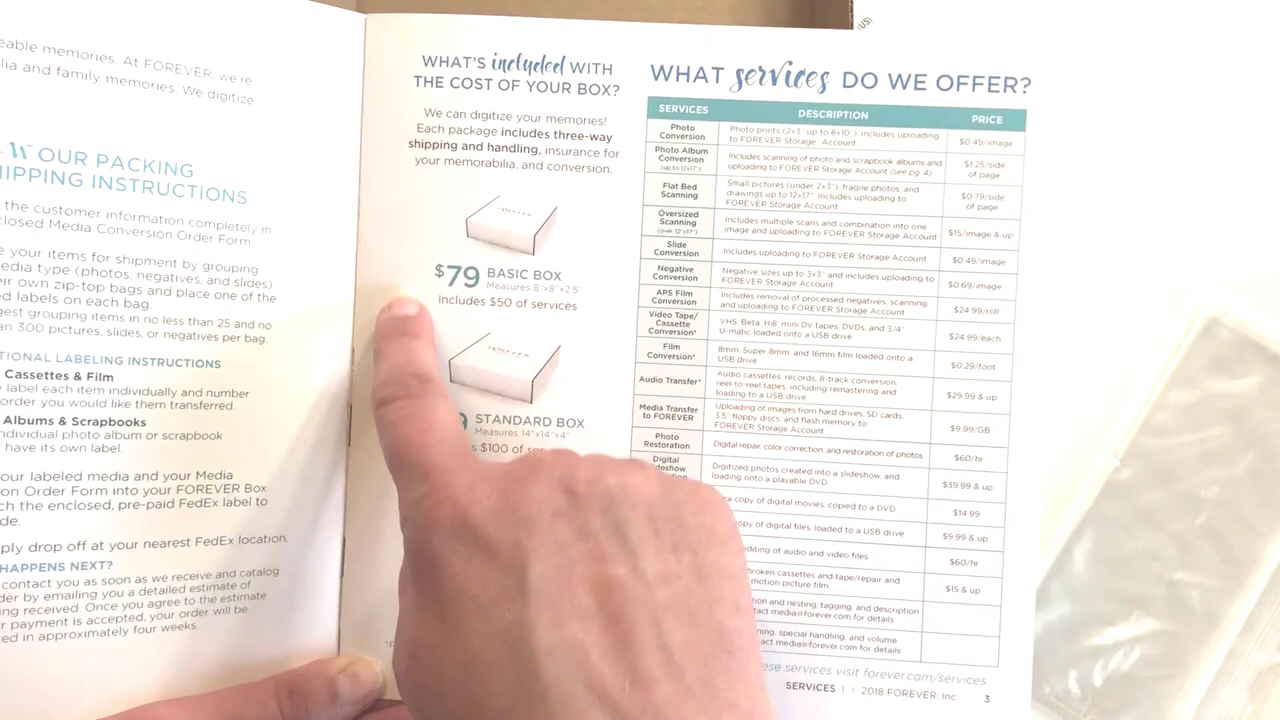 (US)
eable memories. At FOREVER, we're
lia and family memories. We digitize
W OUR PACKING
HIPPING INSTRUCTIONS
the customer information completely in
closed Media Conversion Order Form
e your items for shipment by grouping
edia type (photos, negatives, and slides)
eir own zip-top bags and place one of the
ed labels on each bag.
gest grouping items in no less than 25 and no
an 300 pictures, slides, or negatives per bag.
TIONAL LABELING INSTRUCTIONS
Cassettes & Film
label each item individually and number
order you would like them transferred.
Albums & Scrapbooks
ndividual photo album or scrapbook
have its own label.
our labeled media and your Media
on Order Form into your FOREVER Box
ch the enclosed, pre-paid FedEx label to
de.
ply drop off at your nearest FedEx location.
HAPPENS NEXT?
contact you as soon as we receive and catalog
der by emailing you a detailed estimate of
ing received. Once you agree to the estimate
r payment is accepted, your order will be
ed in approximately four weeks.
WHAT'S included WITH
THE COST OF YOUR BOX?
We can digitize your memories!
Each package includes three-way
shipping and handling, insurance for
your memorabilia, and conversion.
FOREVER
$79 BASIC BOX
Measures 8"x8"x2.5"
Includes $50 of services
FOREVER
9 STANDARD BOX
Measures 14"x14"x4"
s $100 of se
WHAT services DO WE OFFER?
SERVICES DESCRIPTION PRICE
Photo Conversion Photo prints (2x3" up to 8x10"), includes uploading to FOREVER Storage Account $0.49/image
Photo Album Conversion (up to 12x17") Includes scanning of photo and scrapbook albums and uploading to FOREVER Storage Account (see pg. 4) $1.25/side of page
Flat Bed Scanning Small pictures (under 2x3"), fragile photos, and drawings up to 12x17". Includes uploading to FOREVER Storage Account $0.79/side of page
Oversized Scanning (over 12"x17") Includes multiple scans and combination into one image and uploading to FOREVER Storage Account $15/image & up
Slide Conversion Includes uploading to FOREVER Storage Account $0.49/image
Negative Conversion Negative sizes up to 3x3" and includes uploading to FOREVER Storage Account $0.69/image
APS Film Conversion Includes removal of processed negatives, scanning, and uploading to FOREVER Storage Account $24.99/roll
Video Tape/ Cassette Conversion* VHS, Beta, Hi8, mini DV tapes, DVDs, and 3/4" U-matic loaded onto a USB drive $24.99/each
Film Conversion* 8mm, Super 8mm, and 16mm film loaded onto a USB drive $0.29/foot
Audio Transfer* Audio cassettes, records, 8-track conversion, reel-to-reel tapes, including remastering and loading to a USB drive $29.99 & up
Media Transfer to FOREVER Uploading of images from hard drives, SD cards, 3.5" floppy discs, and flash memory to FOREVER Storage Account $9.99/GB
Photo Restoration Digital repair, color correction, and restoration of photos $60/hr
Digital deshow Digitized photos created into a slideshow, and loading onto a playable DVD $39.99 & up
ra copy of digital movies, copied to a DVD $14.99
copy of digital files, loaded to a USB drive $9.99 & up
diting of audio and video files $60/hr
broken cassettes and tape/repair and motion picture film $15 & up
tion and nesting, tagging, and description
tact media@forever.com for details
ning, special handling, and volume
act media@forever.com for details
ese services visit forever.com/services
SERVICES | 2018 FOREVER, Inc 3